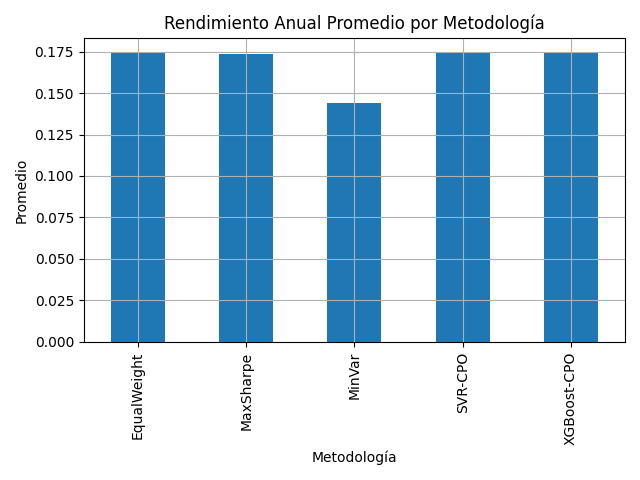 Rendimiento Anual Promedio por Metodología
0.175
0.150
0.125
0.100
0.075
0.050
0.025
0.000
Promedio
EqualWeight
MaxSharpe
MinVar
SVR-CPO
XGBoost-CPO
Metodología